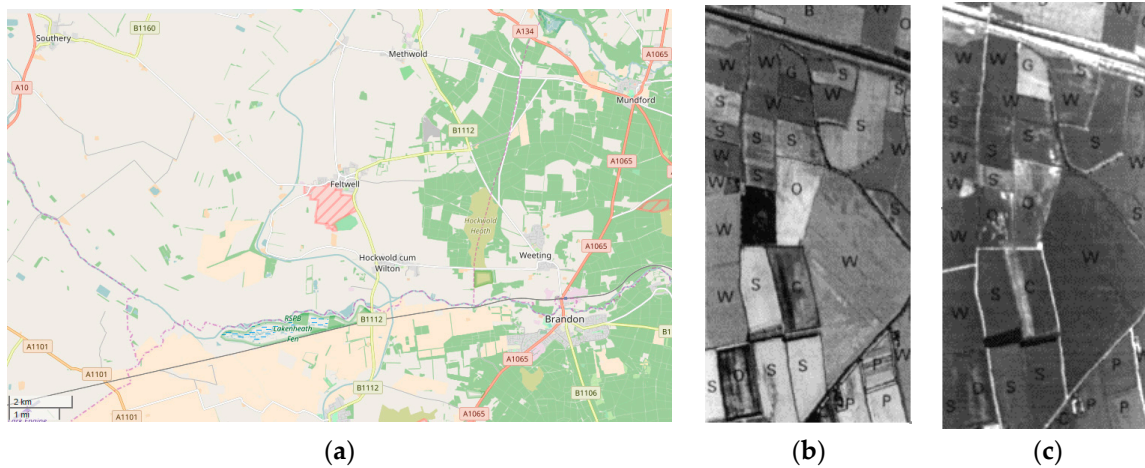 B1160
Southery
A10
Methwold
A134
A1065
Mundford
B1112
A1065
Feltwell
Hockwold
Heath
Hockwold cum
Wilton
Weeting
A1065
RSPB
Lakenheath
Fen
B1112
Brandon
B1
A1101
A1065
A1101
B1112
B1106
2 km
1 mi
A1101
A1065
(a)
B
W
O
W
W
G
S
S
W
W
S
S
S
S
W
S
W
W
S
O
S
W
W
W
S
C
W
S
D
S
S
P
P
P
W
(b)
W
G
S
W
W
S
S
S
W
S
W
O
O
S
W
W
S
C
W
D
S
S
S
P
P
C
P
(c)